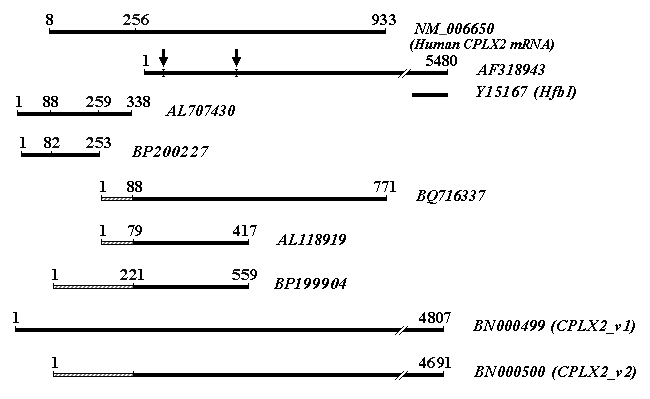 8 256 933 NM_006650
(Human CPLX2 mRNA)
1 5480 AF318943
Y15167 (HfbI)
1 88 259 338 AL707430
1 82 253 BP200227
1 88 771 BQ716337
1 79 417 AL118919
1 221 559 BP199904
1 4807 BN000499 (CPLX2_v1)
1 4691 BN000500 (CPLX2_v2)